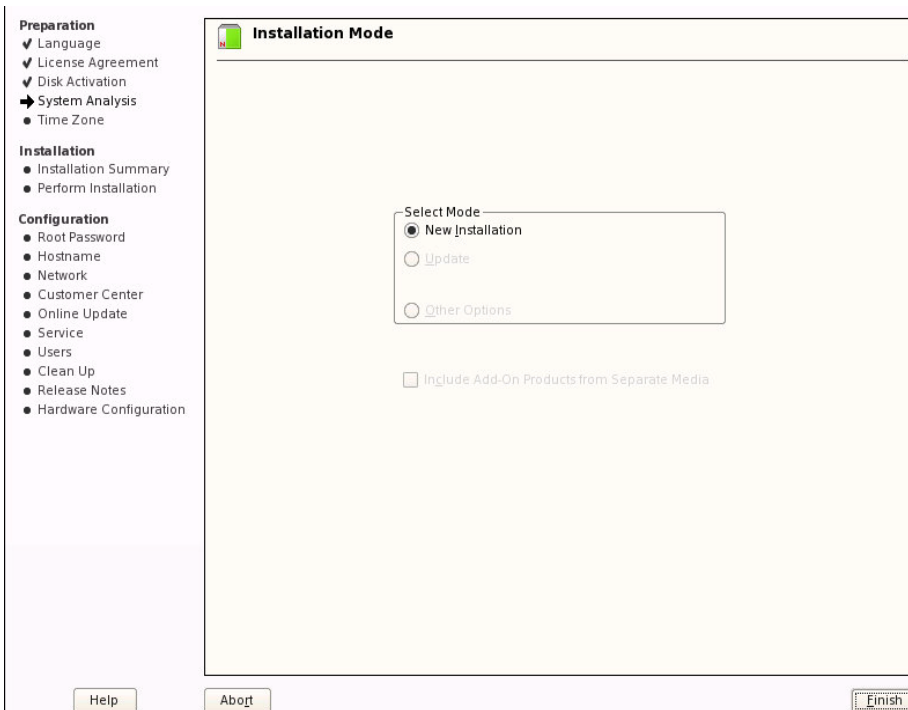 Preparation
Language
License Agreement
Disk Activation
System Analysis
Time Zone
Installation
Installation Summary
Perform Installation
Configuration
Root Password
Hostname
Network
Customer Center
Online Update
Service
Users
Clean Up
Release Notes
Hardware Configuration
Help
N
Installation Mode
Select Mode
New Installation
Update
Other Options
Include Add-On Products from Separate Media
Abort
Finish